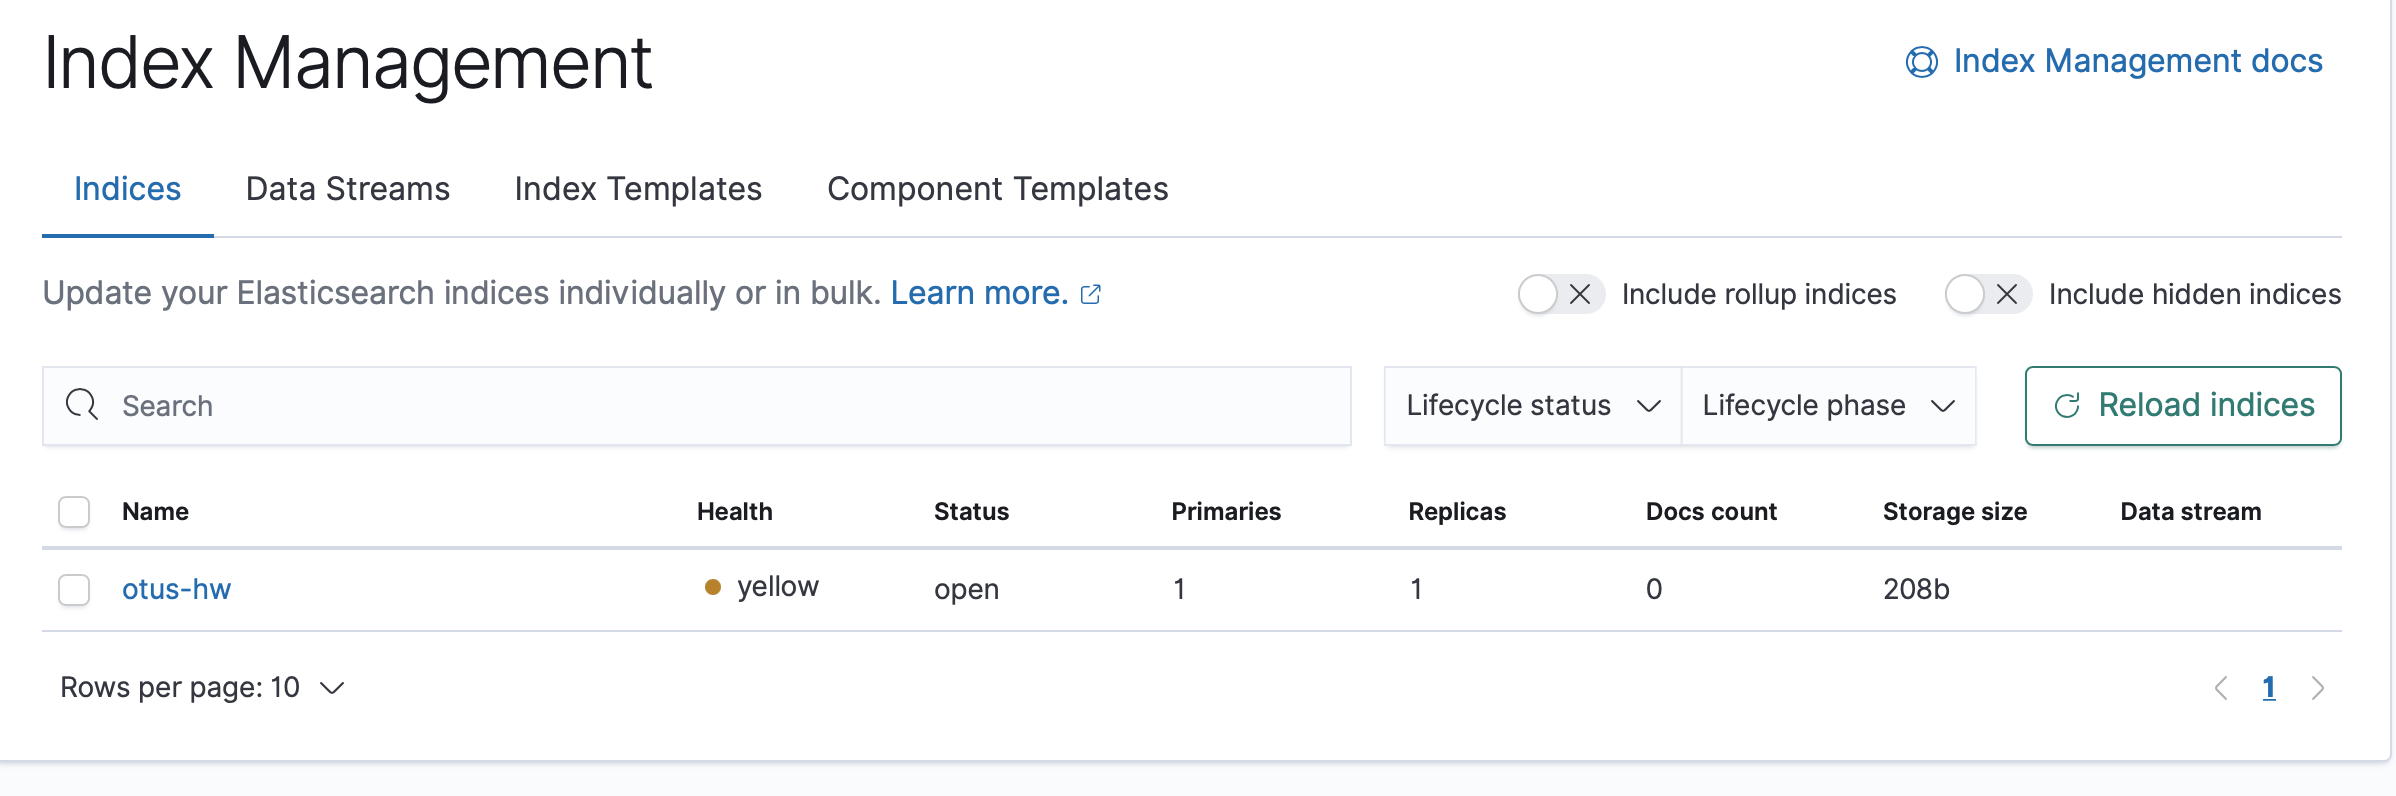 Index Management
Index Management docs
Indices Data Streams Index Templates Component Templates
Update your Elasticsearch indices individually or in bulk. Learn more.
Include rollup indices Include hidden indices
Search Lifecycle status Lifecycle phase Reload indices
Name Health Status Primaries Replicas Docs count Storage size Data stream
otus-hw yellow open 1 1 0 208b
Rows per page: 10 1